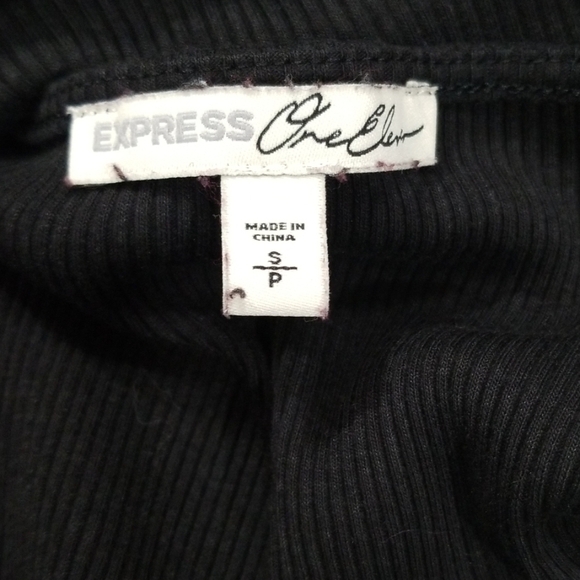 EXPRESS One Eleven
MADE IN
CHINA
S
P